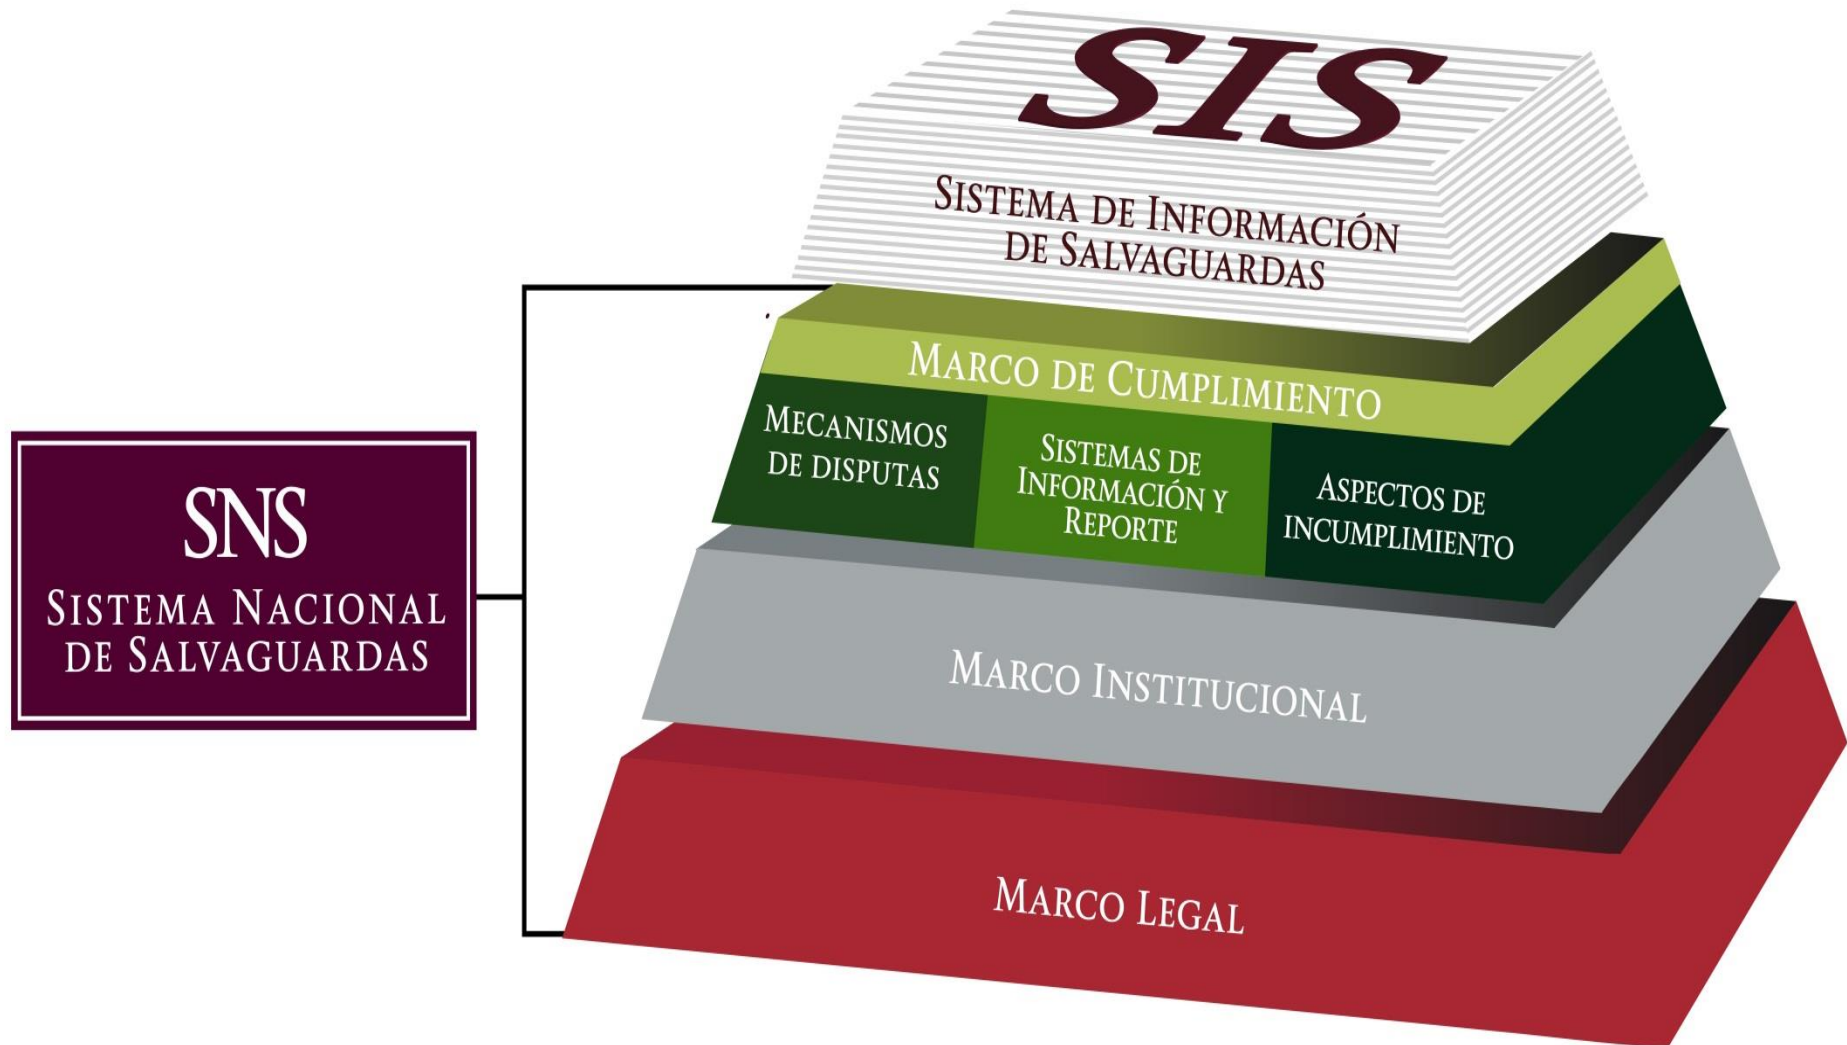 SIS
SISTEMA DE INFORMACIÓN
DE SALVAGUARDAS
MARCO DE CUMPLIMIENTO
MECANISMOS
DE DISPUTAS
SISTEMAS DE
INFORMACIÓN Y
REPORTE
ASPECTOS DE
INCUMPLIMIENTO
MARCO INSTITUCIONAL
MARCO LEGAL
SNS
SISTEMA NACIONAL
DE SALVAGUARDAS